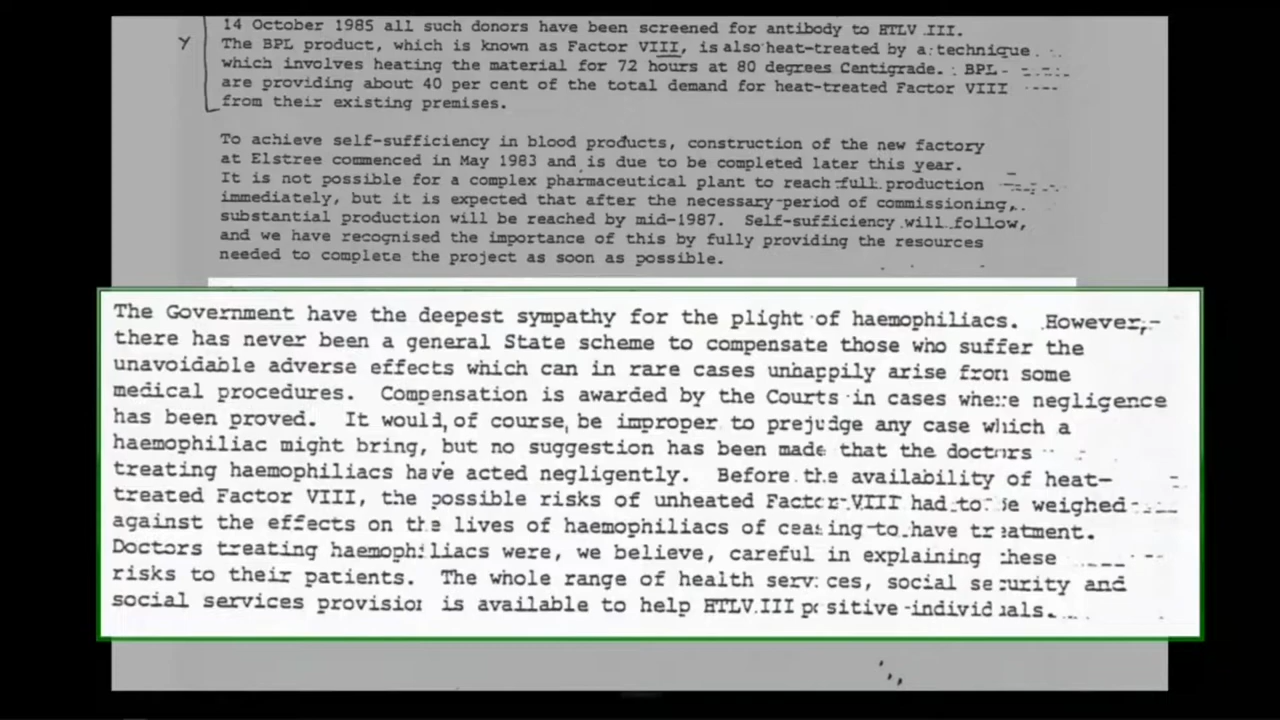 14 October 1985 all such donors have been screened for antibody to HTLV III.
Y
The BPL product, which is known as Factor VIII, is also heat-treated by a technique
which involves heating the material for 72 hours at 80 degrees Centigrade. BPL
are providing about 40 per cent of the total demand for heat-treated Factor VIII
from their existing premises.
To achieve self-sufficiency in blood products, construction of the new factory
at Elstree commenced in May 1983 and is due to be completed later this year.
It is not possible for a complex pharmaceutical plant to reach full production
immediately, but it is expected that after the necessary period of commissioning,
substantial production will be reached by mid-1987. Self-sufficiency will follow,
and we have recognised the importance of this by fully providing the resources
needed to complete the project as soon as possible.
The Government have the deepest sympathy for the plight of haemophiliacs. However,
there has never been a general State scheme to compensate those who suffer the
unavoidable adverse effects which can in rare cases unhappily arise from some
medical procedures. Compensation is awarded by the Courts in cases where negligence
has been proved. It would, of course, be improper to prejudge any case which a
haemophiliac might bring, but no suggestion has been made that the doctors
treating haemophiliacs have acted negligently. Before the availability of heat-
treated Factor VIII, the possible risks of unheated Factor VIII had to be weighed
against the effects on the lives of haemophiliacs of ceasing to have treatment.
Doctors treating haemophiliacs were, we believe, careful in explaining these
risks to their patients. The whole range of health services, social security and
social services provision is available to help HTLV.III positive individuals.